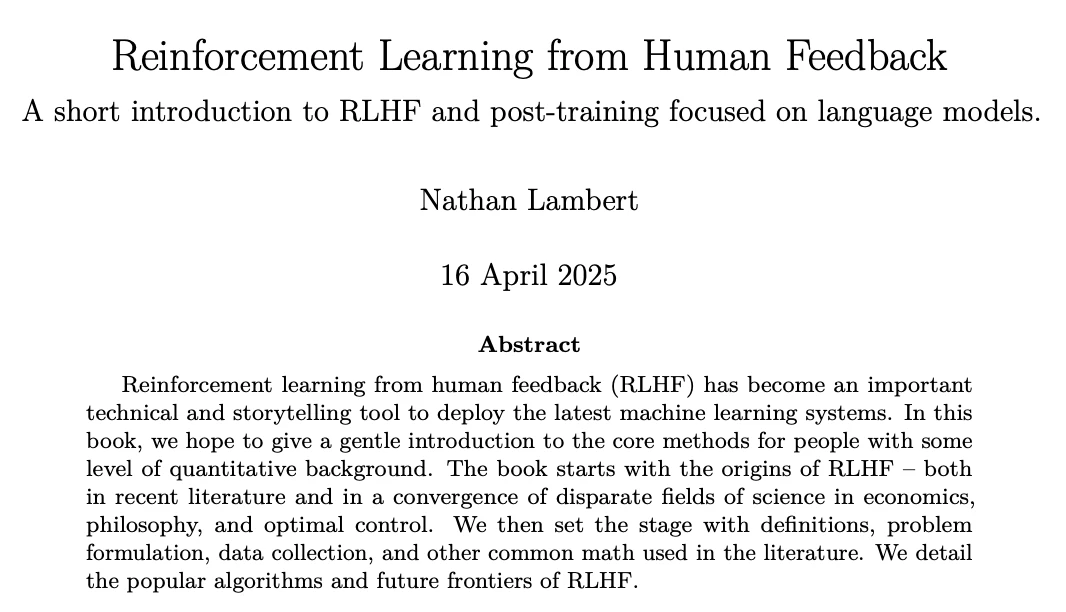 Reinforcement Learning from Human Feedback
A short introduction to RLHF and post-training focused on language models.
Nathan Lambert
16 April 2025
Abstract
Reinforcement learning from human feedback (RLHF) has become an important
technical and storytelling tool to deploy the latest machine learning systems. In this
book, we hope to give a gentle introduction to the core methods for people with some
level of quantitative background. The book starts with the origins of RLHF – both
in recent literature and in a convergence of disparate fields of science in economics,
philosophy, and optimal control. We then set the stage with definitions, problem
formulation, data collection, and other common math used in the literature. We detail
the popular algorithms and future frontiers of RLHF.